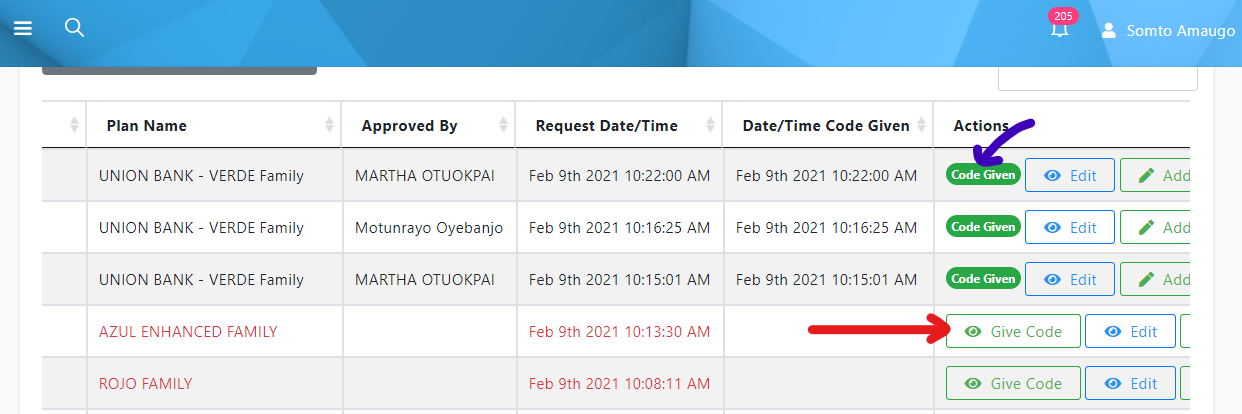 205
Somto Amaugo
Plan Name Approved By Request Date/Time Date/Time Code Given Actions
UNION BANK - VERDE Family MARTHA OTUOKPAI Feb 9th 2021 10:22:00 AM Feb 9th 2021 10:22:00 AM Code Given Edit Add
UNION BANK - VERDE Family Motunrayo Oyebanjo Feb 9th 2021 10:16:25 AM Feb 9th 2021 10:16:25 AM Code Given Edit Add
UNION BANK - VERDE Family MARTHA OTUOKPAI Feb 9th 2021 10:15:01 AM Feb 9th 2021 10:15:01 AM Code Given Edit Add
AZUL ENHANCED FAMILY Feb 9th 2021 10:13:30 AM Give Code Edit
ROJO FAMILY Feb 9th 2021 10:08:11 AM Give Code Edit